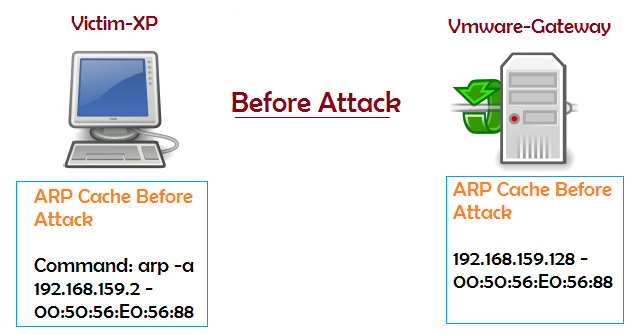 Victim-XP
Vmware-Gateway
Before Attack
ARP Cache Before
Attack
Command: arp -a
192.168.159.2 -
00:50:56:E0:56:88
ARP Cache Before
Attack
192.168.159.128 -
00:50:56:E0:56:88